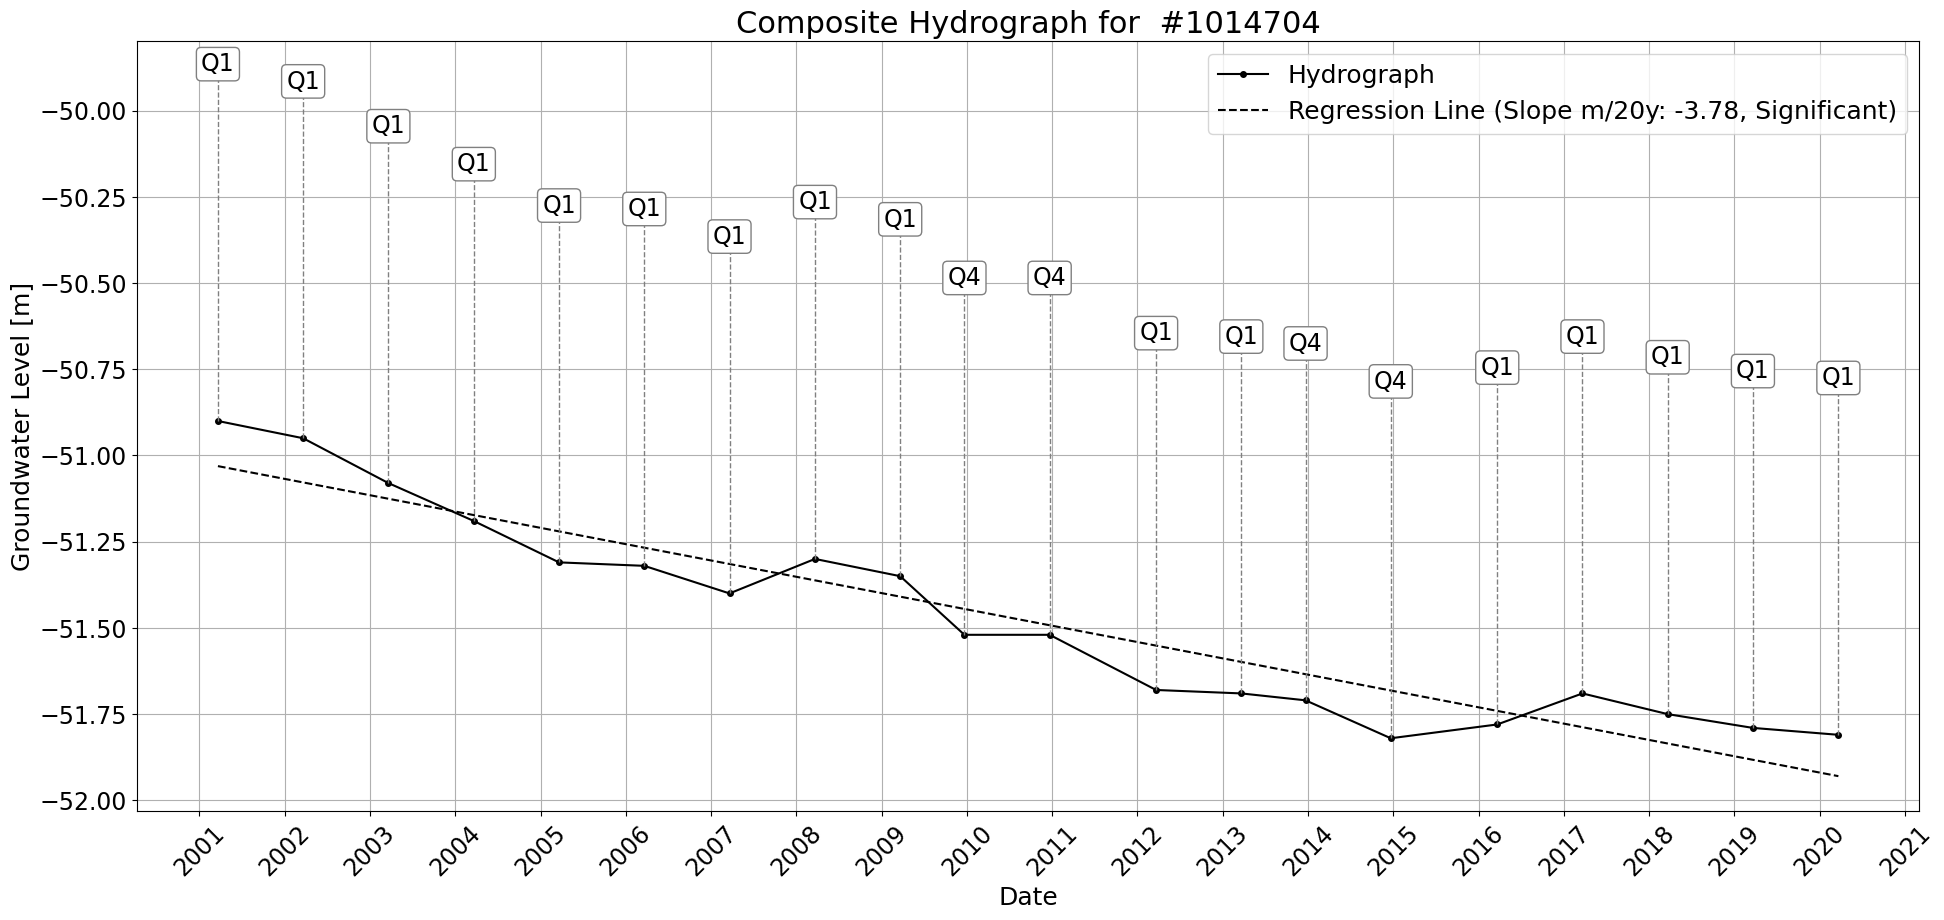 Composite Hydrograph for  #1014704
Hydrograph
Regression Line (Slope m/20y: -3.78, Significant)
Q1
Q1
Q1
Q1
Q1
Q1
Q1
Q1
Q1
Q4
Q4
Q1
Q1
Q4
Q4
Q1
Q1
Q1
Q1
Q1
Groundwater Level [m]
−50.00
−50.25
−50.50
−50.75
−51.00
−51.25
−51.50
−51.75
−52.00
2001
2002
2003
2004
2005
2006
2007
2008
2009
2010
2011
2012
2013
2014
2015
2016
2017
2018
2019
2020
2021
Date